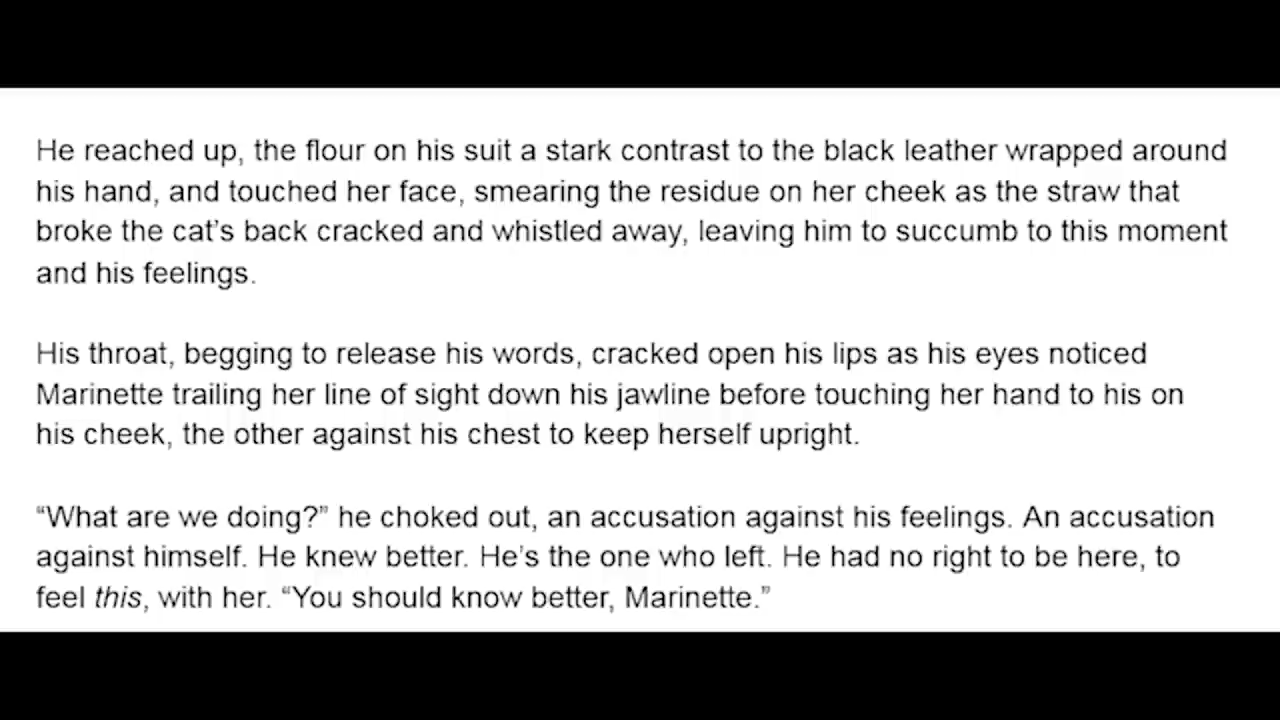 He reached up, the flour on his suit a stark contrast to the black leather wrapped around
his hand, and touched her face, smearing the residue on her cheek as the straw that
broke the cat’s back cracked and whistled away, leaving him to succumb to this moment
and his feelings.
His throat, begging to release his words, cracked open his lips as his eyes noticed
Marinette trailing her line of sight down his jawline before touching her hand to his on
his cheek, the other against his chest to keep herself upright.
“What are we doing?” he choked out, an accusation against his feelings. An accusation
against himself. He knew better. He’s the one who left. He had no right to be here, to
feel this, with her. “You should know better, Marinette.”